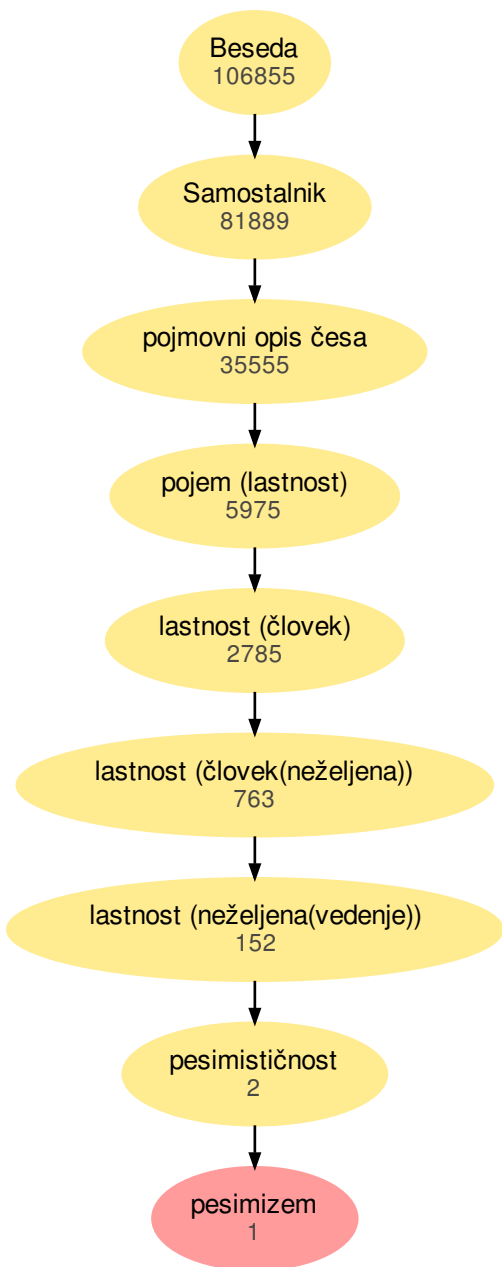 Beseda
106855
Samostalnik
81889
pojmovni opis česa
35555
pojem (lastnost)
5975
lastnost (človek)
2785
lastnost (človek(neželjena))
763
lastnost (neželjena(vedenje))
152
pesimističnost
2
pesimizem
1